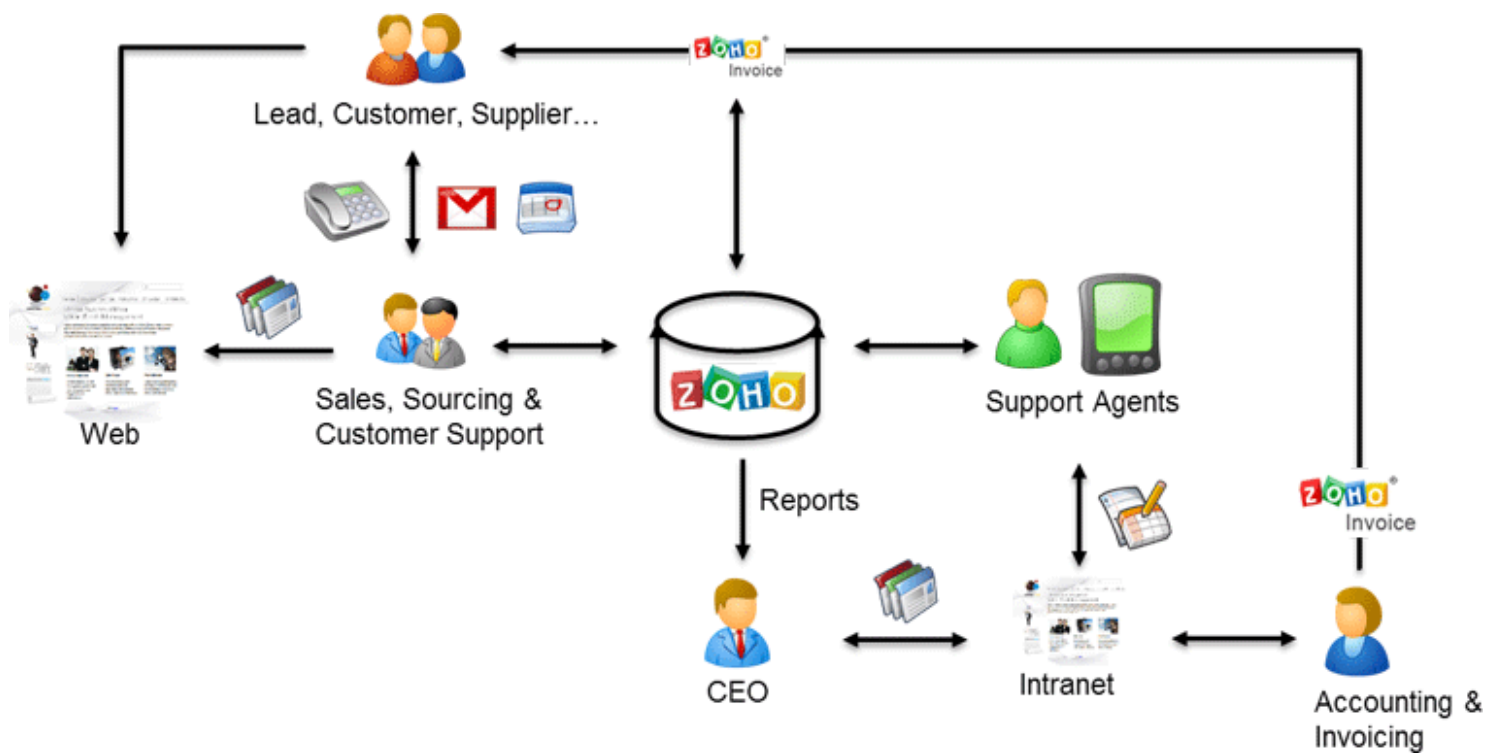 ZOHO®
Invoice
Lead, Customer, Supplier…
Web
Sales, Sourcing &
Customer Support
ZOHO
Support Agents
Reports
ZOHO®
Invoice
CEO
Intranet
Accounting &
Invoicing